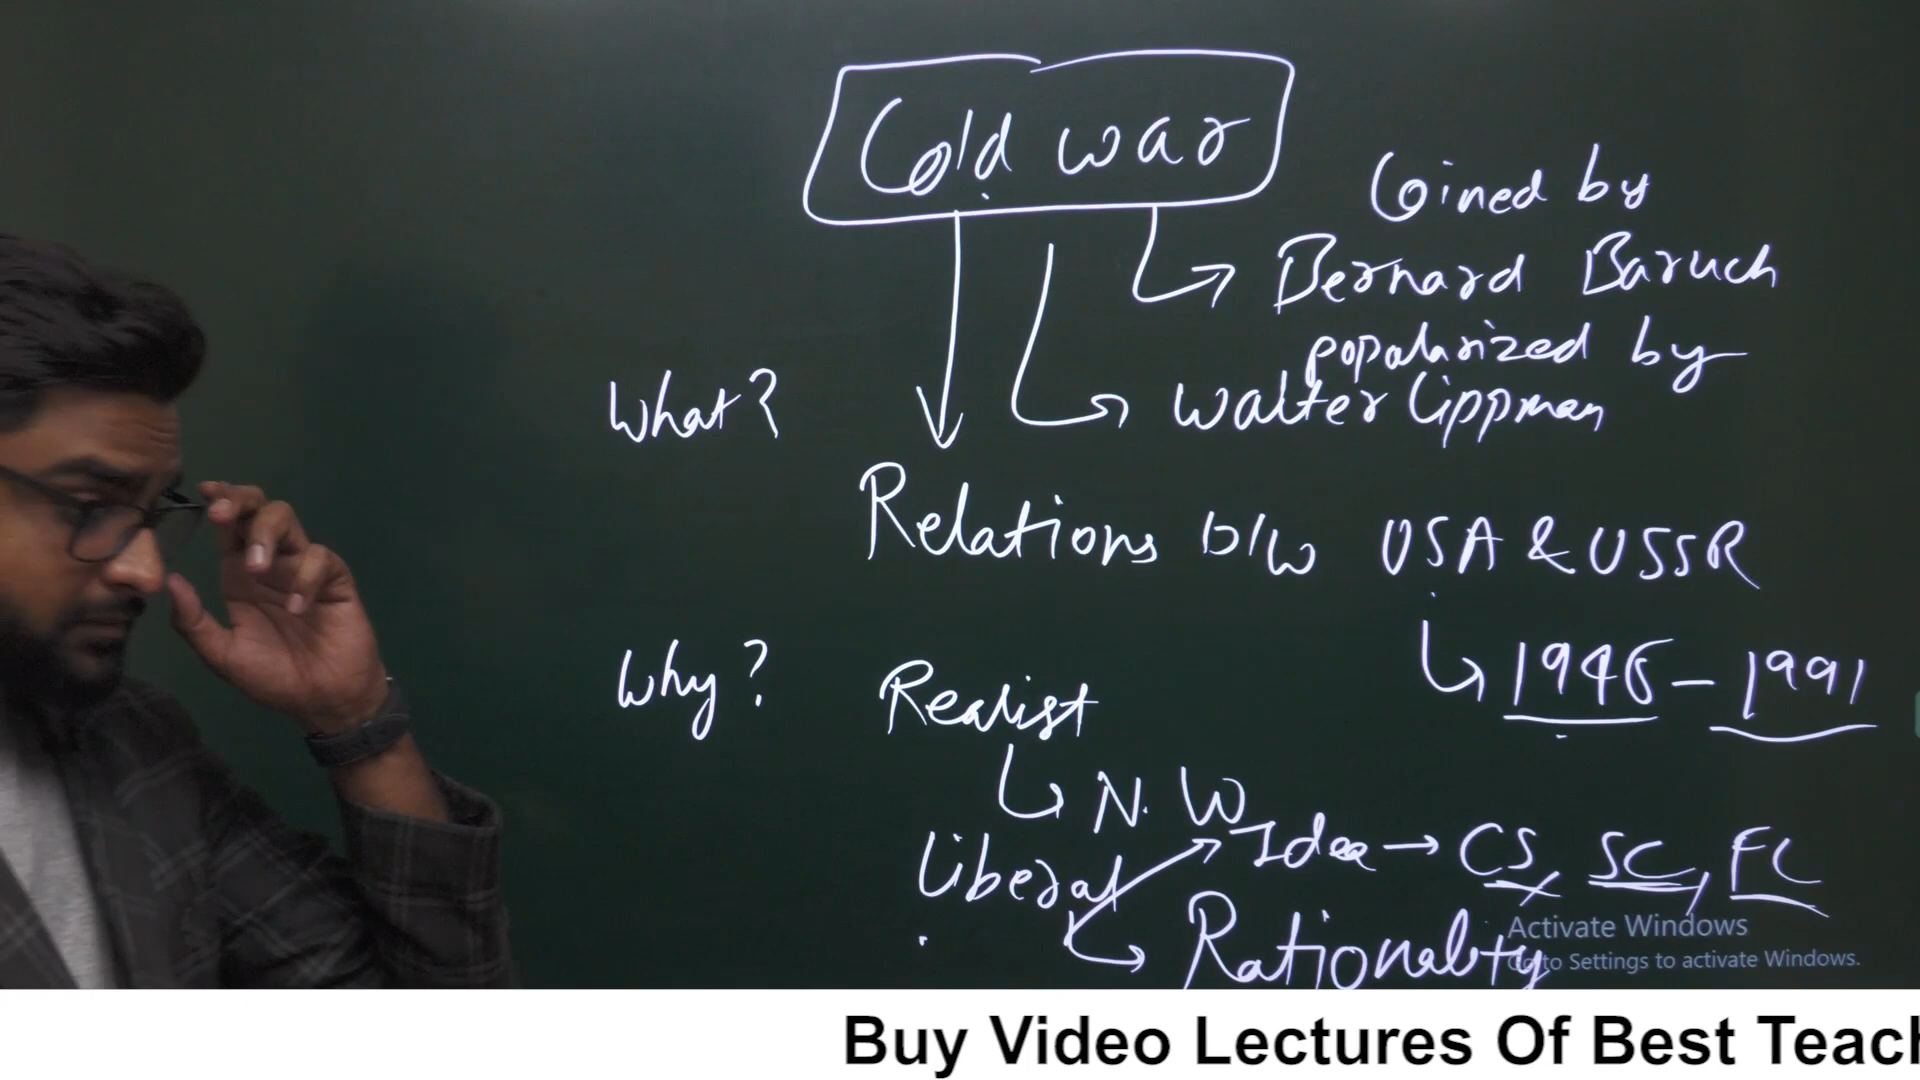 Cold war
Coined by
Bernard Baruch
popularized by
Walter Lippman
What?
Relations b/w USA & USSR
1945 - 1991
Why?
Realist
N. W
Idea → CS, SC, FC
Liberal
Rationality
Activate Windows
Go to Settings to activate Windows.
Buy Video Lectures Of Best Teach